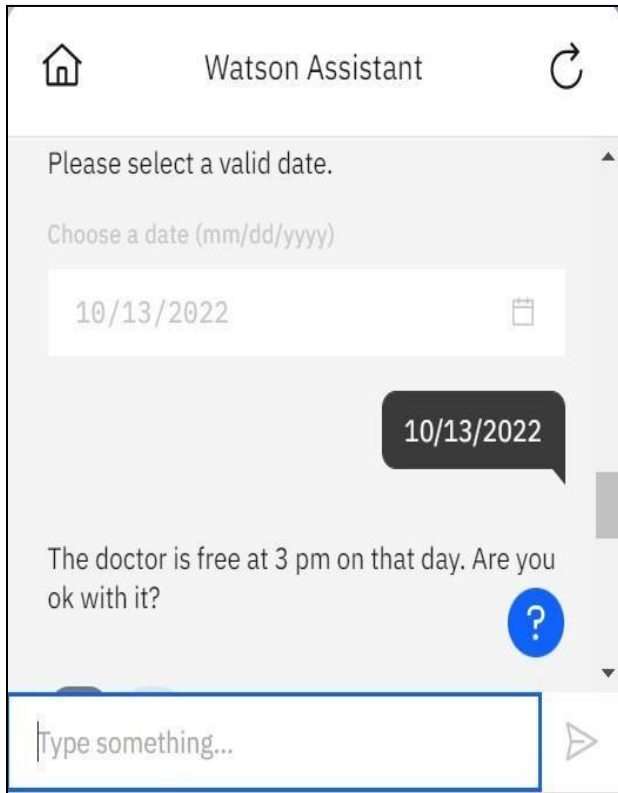 Watson Assistant
Please select a valid date.
Choose a date (mm/dd/yyyy)
10/13/2022
10/13/2022
The doctor is free at 3 pm on that day. Are you
ok with it?
?
Type something...